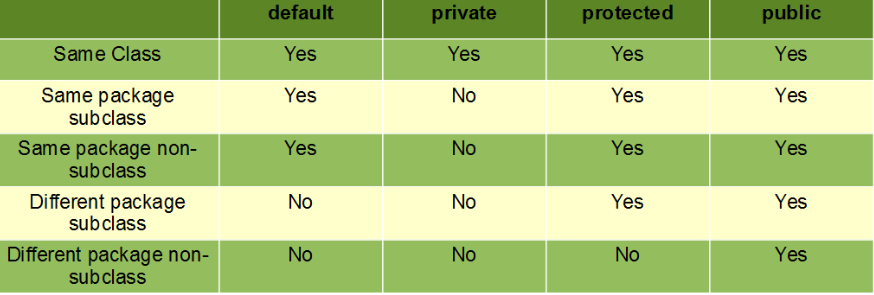 default private protected public
Same Class Yes Yes Yes Yes
Same package
subclass Yes No Yes Yes
Same package non-
subclass Yes No Yes Yes
Different package
subclass No No Yes Yes
Different package non-
subclass No No No Yes